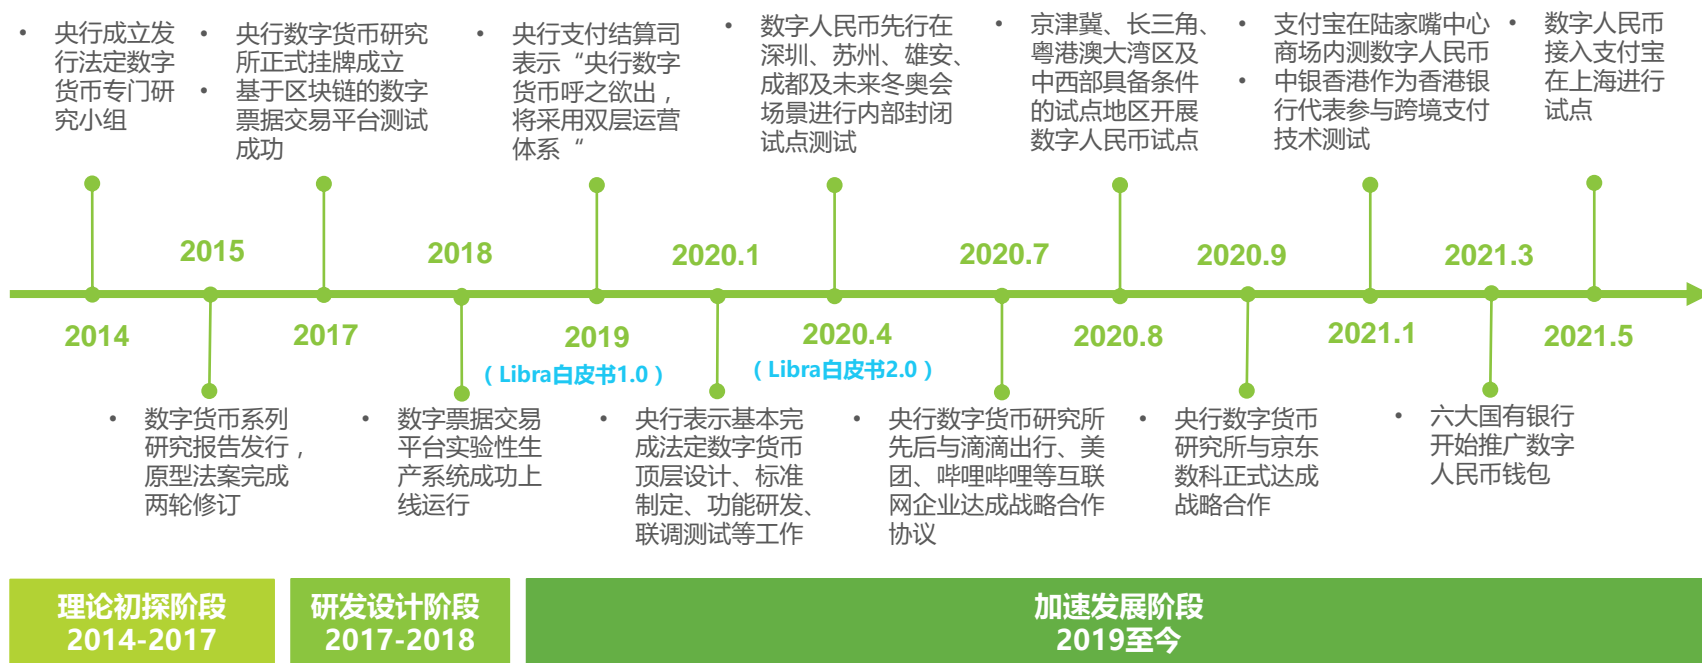 • 央行成立发
行法定数字
货币专门研
究小组
• 央行数字货币研究
所正式挂牌成立
• 基于区块链的数字
票据交易平台测试
成功
• 央行支付结算司
表示“央行数字
货币呼之欲出，
将采用双层运营
体系“
• 数字人民币先行在
深圳、苏州、雄安、
成都及未来冬奥会
场景进行内部封闭
试点测试
• 京津冀、长三角、
粤港澳大湾区及
中西部具备条件
的试点地区开展
数字人民币试点
• 支付宝在陆家嘴中心
商场内测数字人民币
• 中银香港作为香港银
行代表参与跨境支付
技术测试
• 数字人民币
接入支付宝
在上海进行
试点
2015
2018
2020.1
2020.7
2020.9
2021.3
2014
2017
2019
（Libra白皮书1.0）
2020.4
（Libra白皮书2.0）
2020.8
2021.1
2021.5
• 数字货币系列
研究报告发行，
原型法案完成
两轮修订
• 数字票据交易
平台实验性生
产系统成功上
线运行
• 央行表示基本完
成法定数字货币
顶层设计、标准
制定、功能研发、
联调测试等工作
• 央行数字货币研究所
先后与滴滴出行、美
团、哔哩哔哩等互联
网企业达成战略合作
协议
• 央行数字货币
研究所与京东
数科正式达成
战略合作
• 六大国有银行
开始推广数字
人民币钱包
理论初探阶段
2014-2017
研发设计阶段
2017-2018
加速发展阶段
2019至今